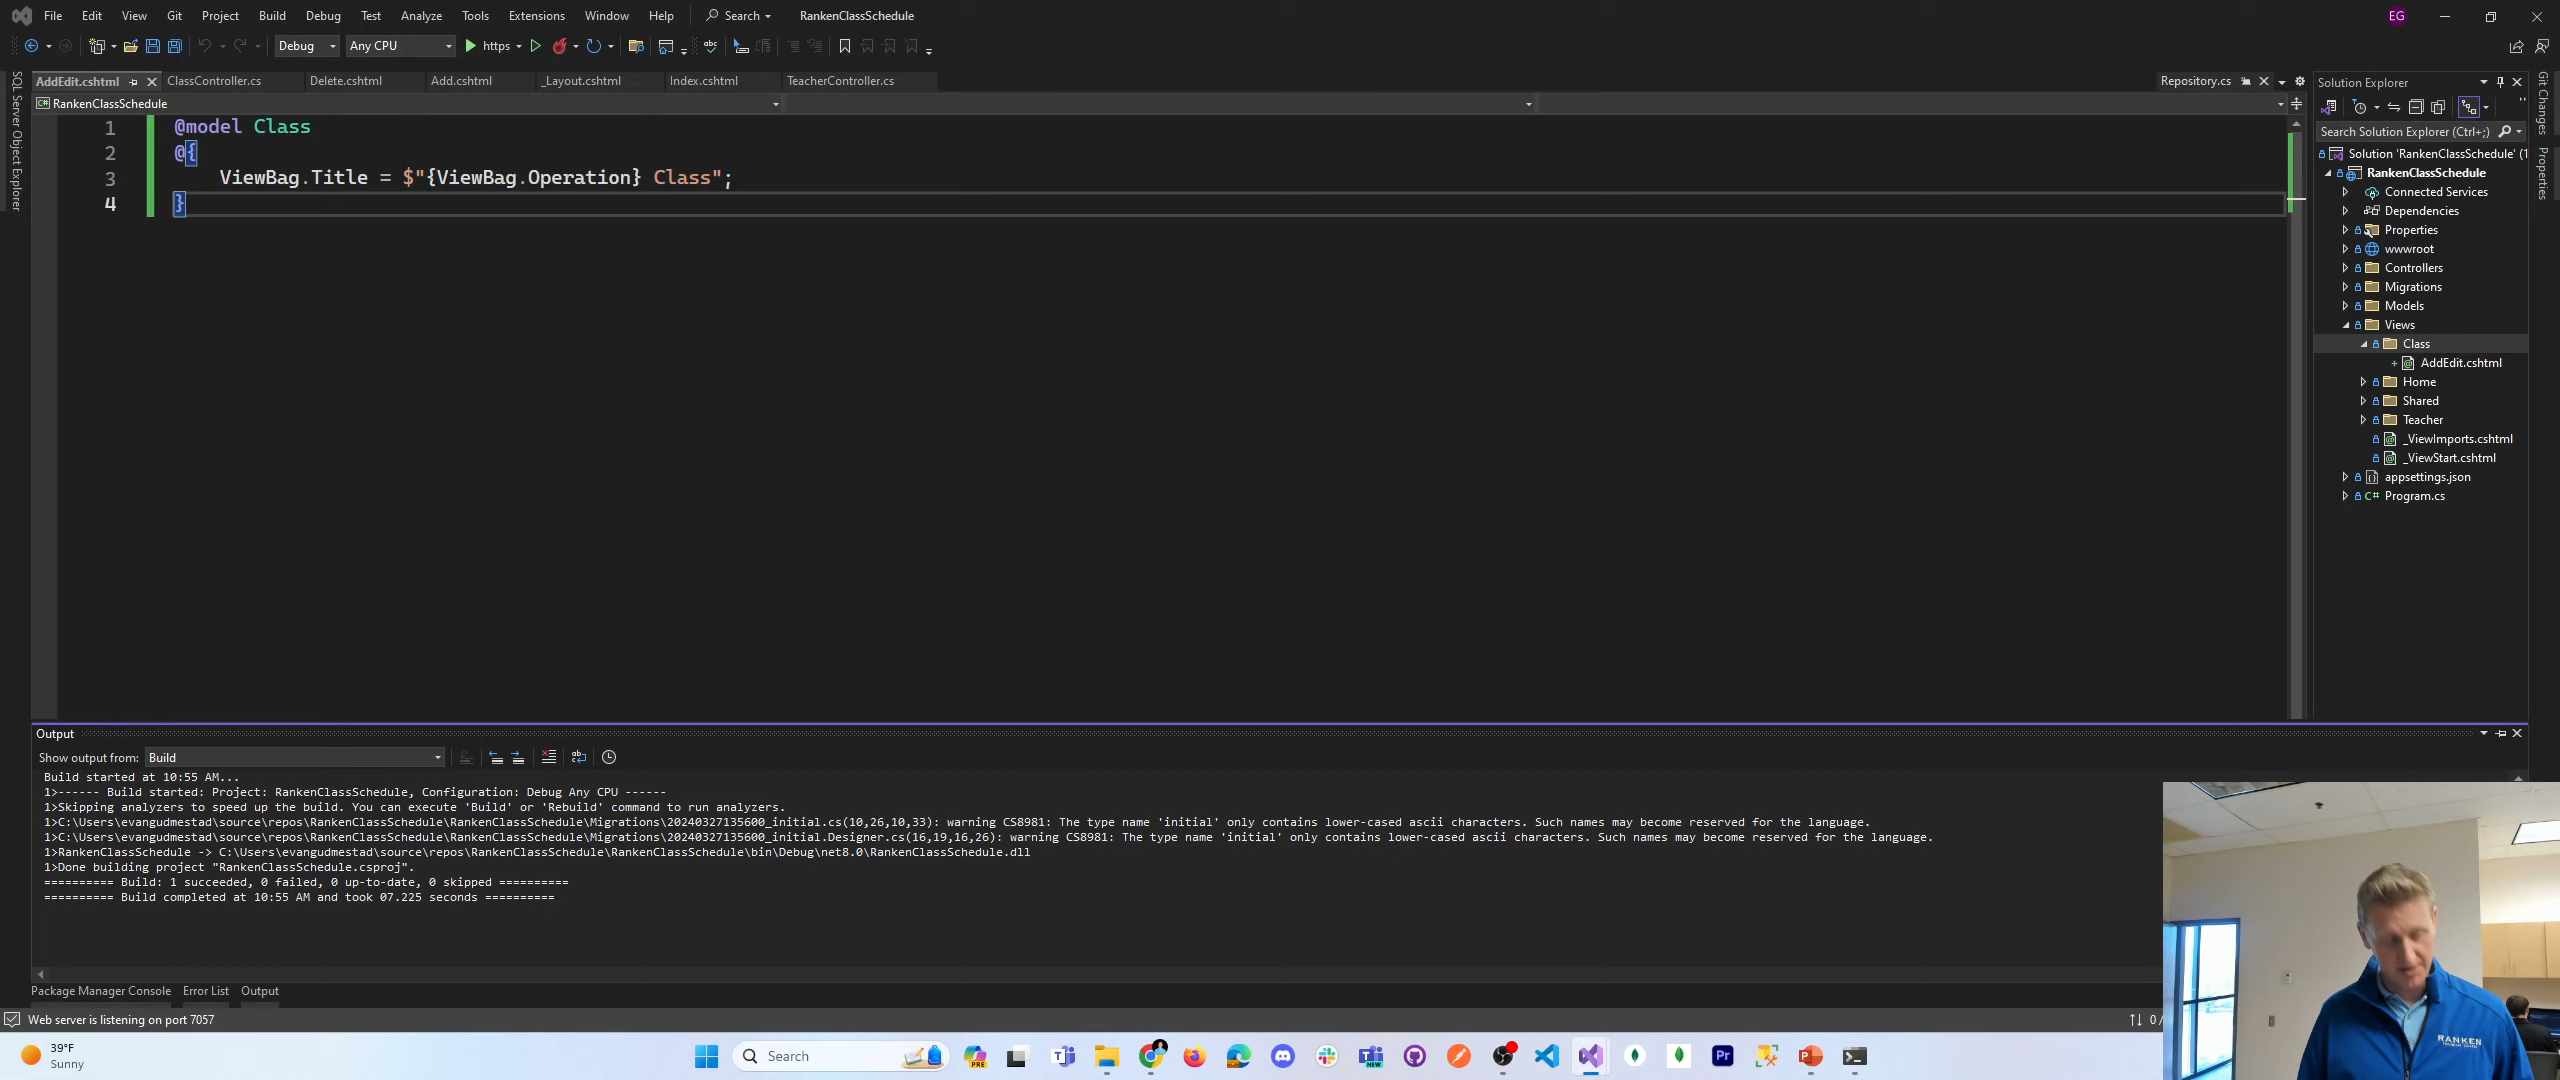 File Edit View Git Project Build Debug Test Analyze Tools Extensions Window Help Search RankenClassSchedule EG
Debug Any CPU https
AddEdit.cshtml ClassController.cs Delete.cshtml Add.cshtml _Layout.cshtml Index.cshtml TeacherController.cs Repository.cs
RankenClassSchedule
1 @model Class
2 @{
3 ViewBag.Title = $"{ViewBag.Operation} Class";
4 }
SQL Server Object Explorer
Solution Explorer
Search Solution Explorer (Ctrl+;)
Solution 'RankenClassSchedule' (1
RankenClassSchedule
Connected Services
Dependencies
Properties
wwwroot
Controllers
Migrations
Models
Views
Class
AddEdit.cshtml
Home
Shared
Teacher
_ViewImports.cshtml
_ViewStart.cshtml
appsettings.json
Program.cs
Git Changes
Properties
Output
Show output from: Build
Build started at 10:55 AM...
1>------ Build started: Project: RankenClassSchedule, Configuration: Debug Any CPU ------
1>Skipping analyzers to speed up the build. You can execute 'Build' or 'Rebuild' command to run analyzers.
1>C:\Users\evangudmestad\source\repos\RankenClassSchedule\RankenClassSchedule\Migrations\20240327135600_initial.cs(10,26,10,33): warning CS8981: The type name 'initial' only contains lower-cased ascii characters. Such names may become reserved for the language.
1>C:\Users\evangudmestad\source\repos\RankenClassSchedule\RankenClassSchedule\Migrations\20240327135600_initial.Designer.cs(16,19,16,26): warning CS8981: The type name 'initial' only contains lower-cased ascii characters. Such names may become reserved for the language.
1>RankenClassSchedule -> C:\Users\evangudmestad\source\repos\RankenClassSchedule\RankenClassSchedule\bin\Debug\net8.0\RankenClassSchedule.dll
1>Done building project "RankenClassSchedule.csproj".
========== Build: 1 succeeded, 0 failed, 0 up-to-date, 0 skipped ==========
========== Build completed at 10:55 AM and took 07.225 seconds ==========
Package Manager Console Error List Output
Web server is listening on port 7057
0 /
RANKEN
39°F
Sunny
Search
PRE
NEW
Pr